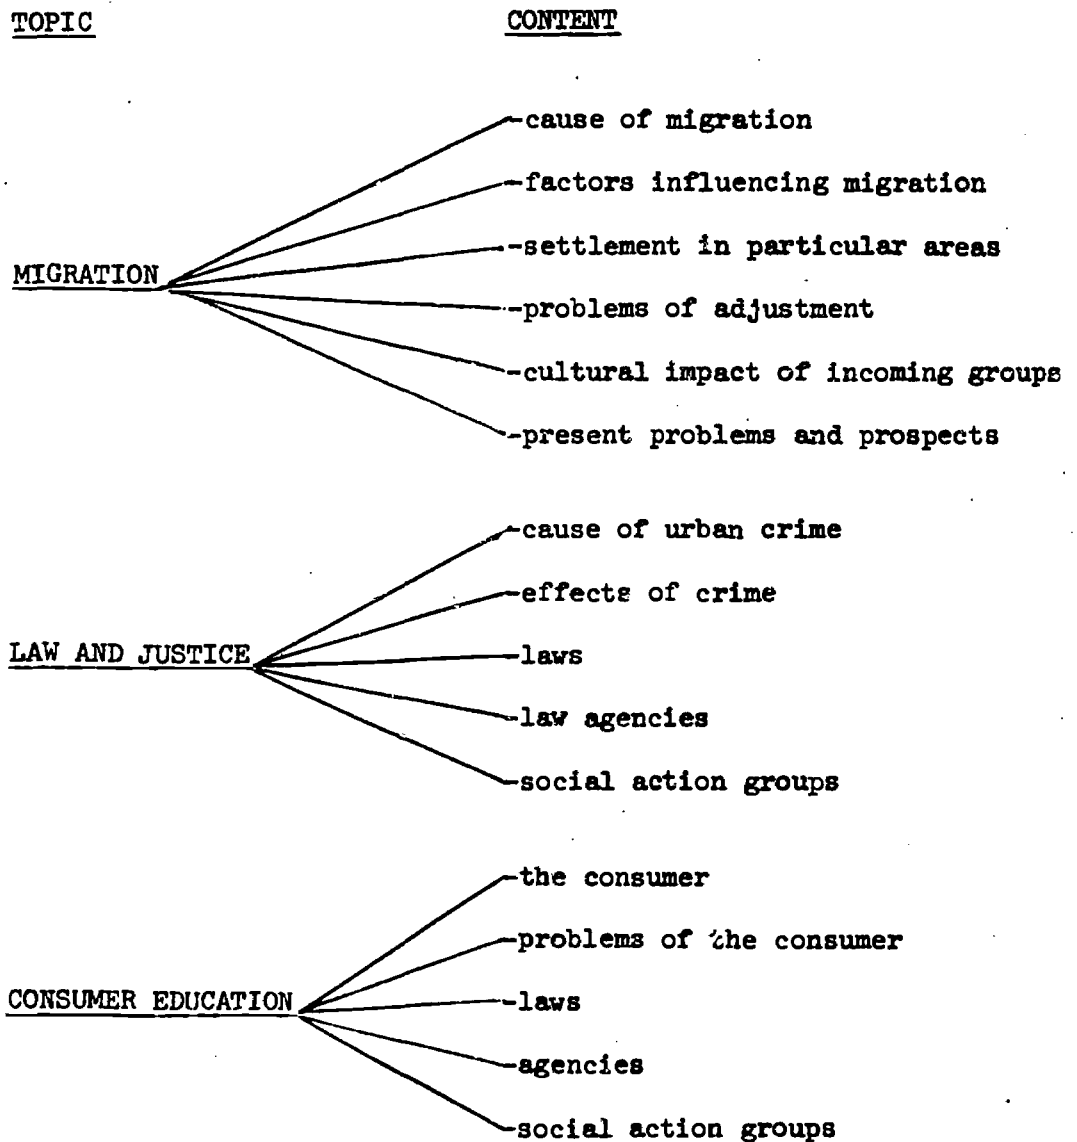 TOPIC CONTENT
-cause of migration
-factors influencing migration
-settlement in particular areas
MIGRATION
-problems of adjustment
-cultural impact of incoming groups
-present problems and prospects
-cause of urban crime
-effects of crime
LAW AND JUSTICE
-laws
-law agencies
-social action groups
-the consumer
-problems of the consumer
CONSUMER EDUCATION
-laws
-agencies
-social action groups